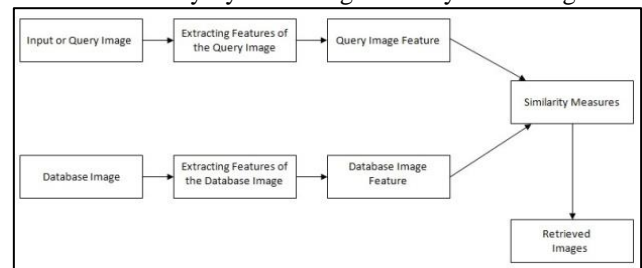 Input or Query Image
Extracting Features of
the Query Image
Query Image Feature
Similarity Measures
Database Image
Extracting Features of
the Database Image
Database Image
Feature
Retrieved
Images